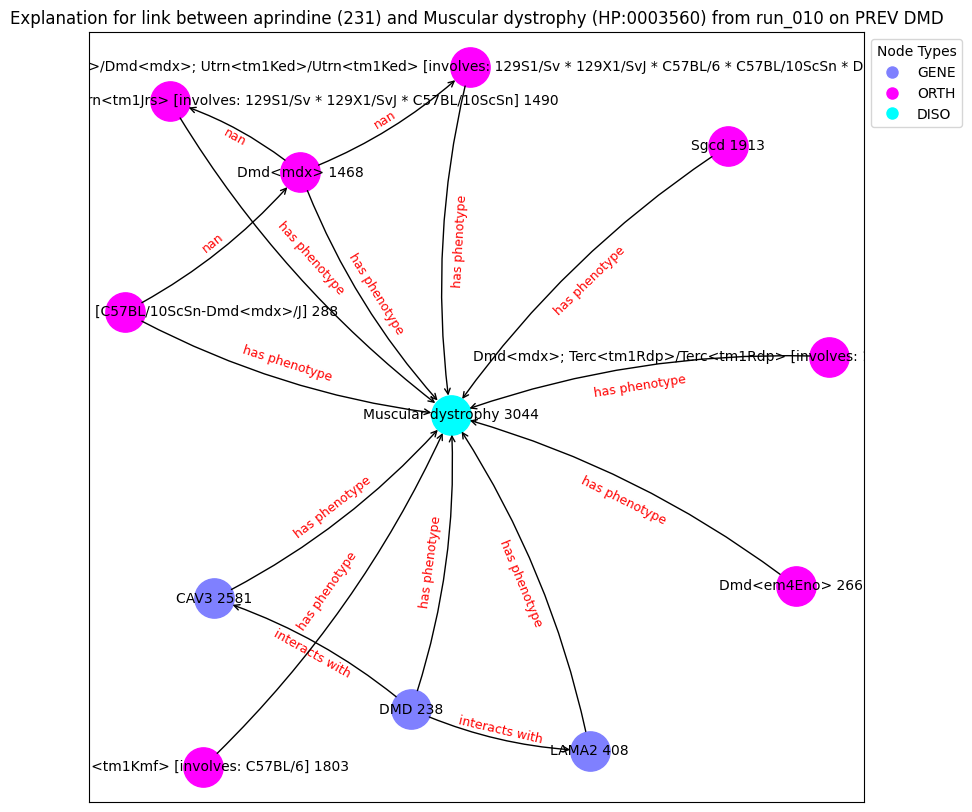 Explanation for link between aprindine (231) and Muscular dystrophy (HP:0003560) from run_010 on PREV DMD
Node Types
GENE
ORTH
DISO
>/Dmd<mdx>; Utrn<tm1Ked>/Utrn<tm1Ked> [involves: 129S1/Sv * 129X1/SvJ * C57BL/6 * C57BL/10ScSn * D
rn<tm1Jrs> [involves: 129S1/Sv * 129X1/SvJ * C57BL/10ScSn] 1490
nan
nan
Sgcd 1913
Dmd<mdx> 1468
has phenotype
has phenotype
nan
has phenotype
has phenotype
[C57BL/10ScSn-Dmd<mdx>/J] 288
has phenotype
Dmd<mdx>; Terc<tm1Rdp>/Terc<tm1Rdp> [involves:
has phenotype
Muscular dystrophy 3044
has phenotype
has phenotype
has phenotype
has phenotype
has phenotype
Dmd<em4Eno> 266
CAV3 2581
interacts with
DMD 238
interacts with
LAMA2 408
<tm1Kmf> [involves: C57BL/6] 1803